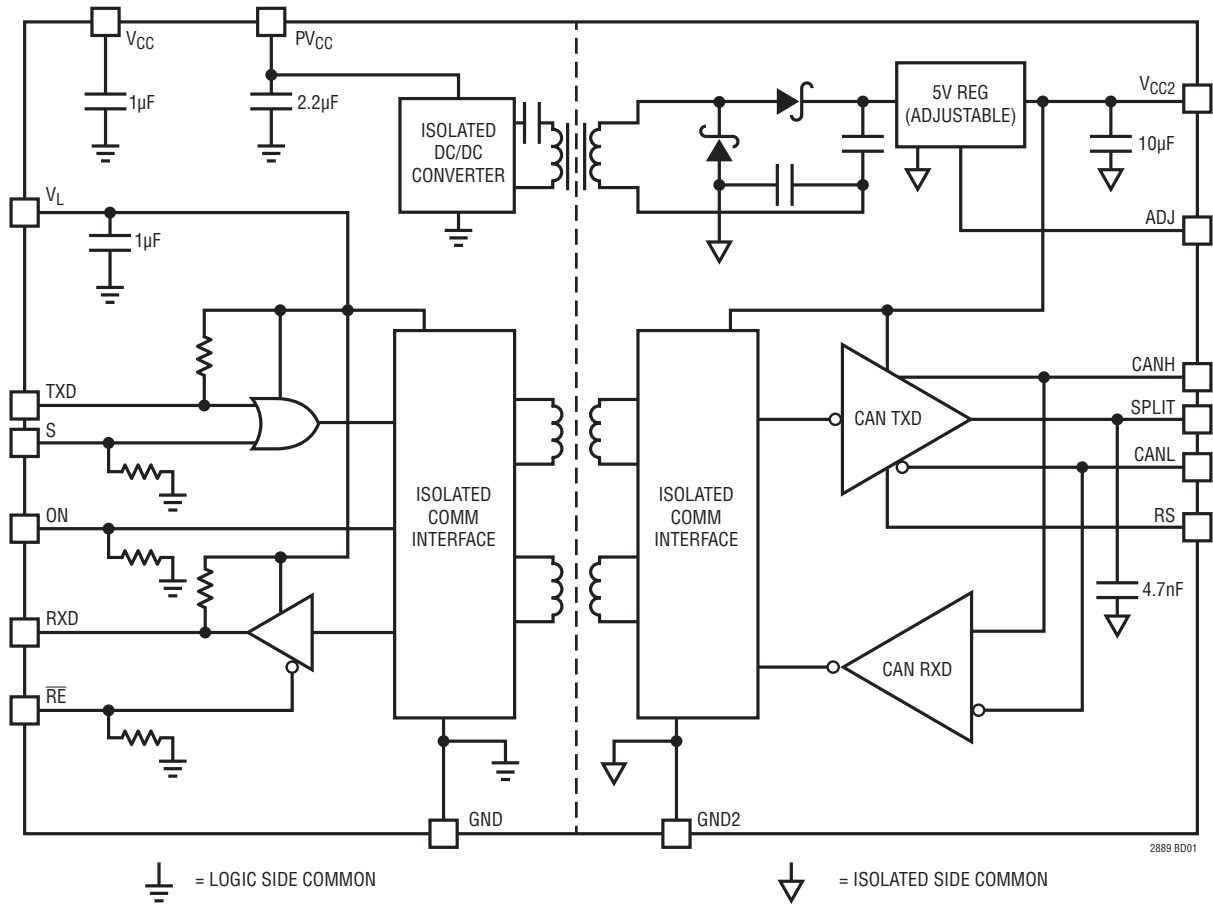 VCC
PVCC
1µF
2.2µF
ISOLATED
DC/DC
CONVERTER
5V REG
(ADJUSTABLE)
VCC2
10µF
VL
1µF
ADJ
TXD
S
ON
RXD
RE
ISOLATED
COMM
INTERFACE
ISOLATED
COMM
INTERFACE
CAN TXD
CANH
SPLIT
CANL
RS
4.7nF
CAN RXD
GND
GND2
2889 BD01
= LOGIC SIDE COMMON
= ISOLATED SIDE COMMON